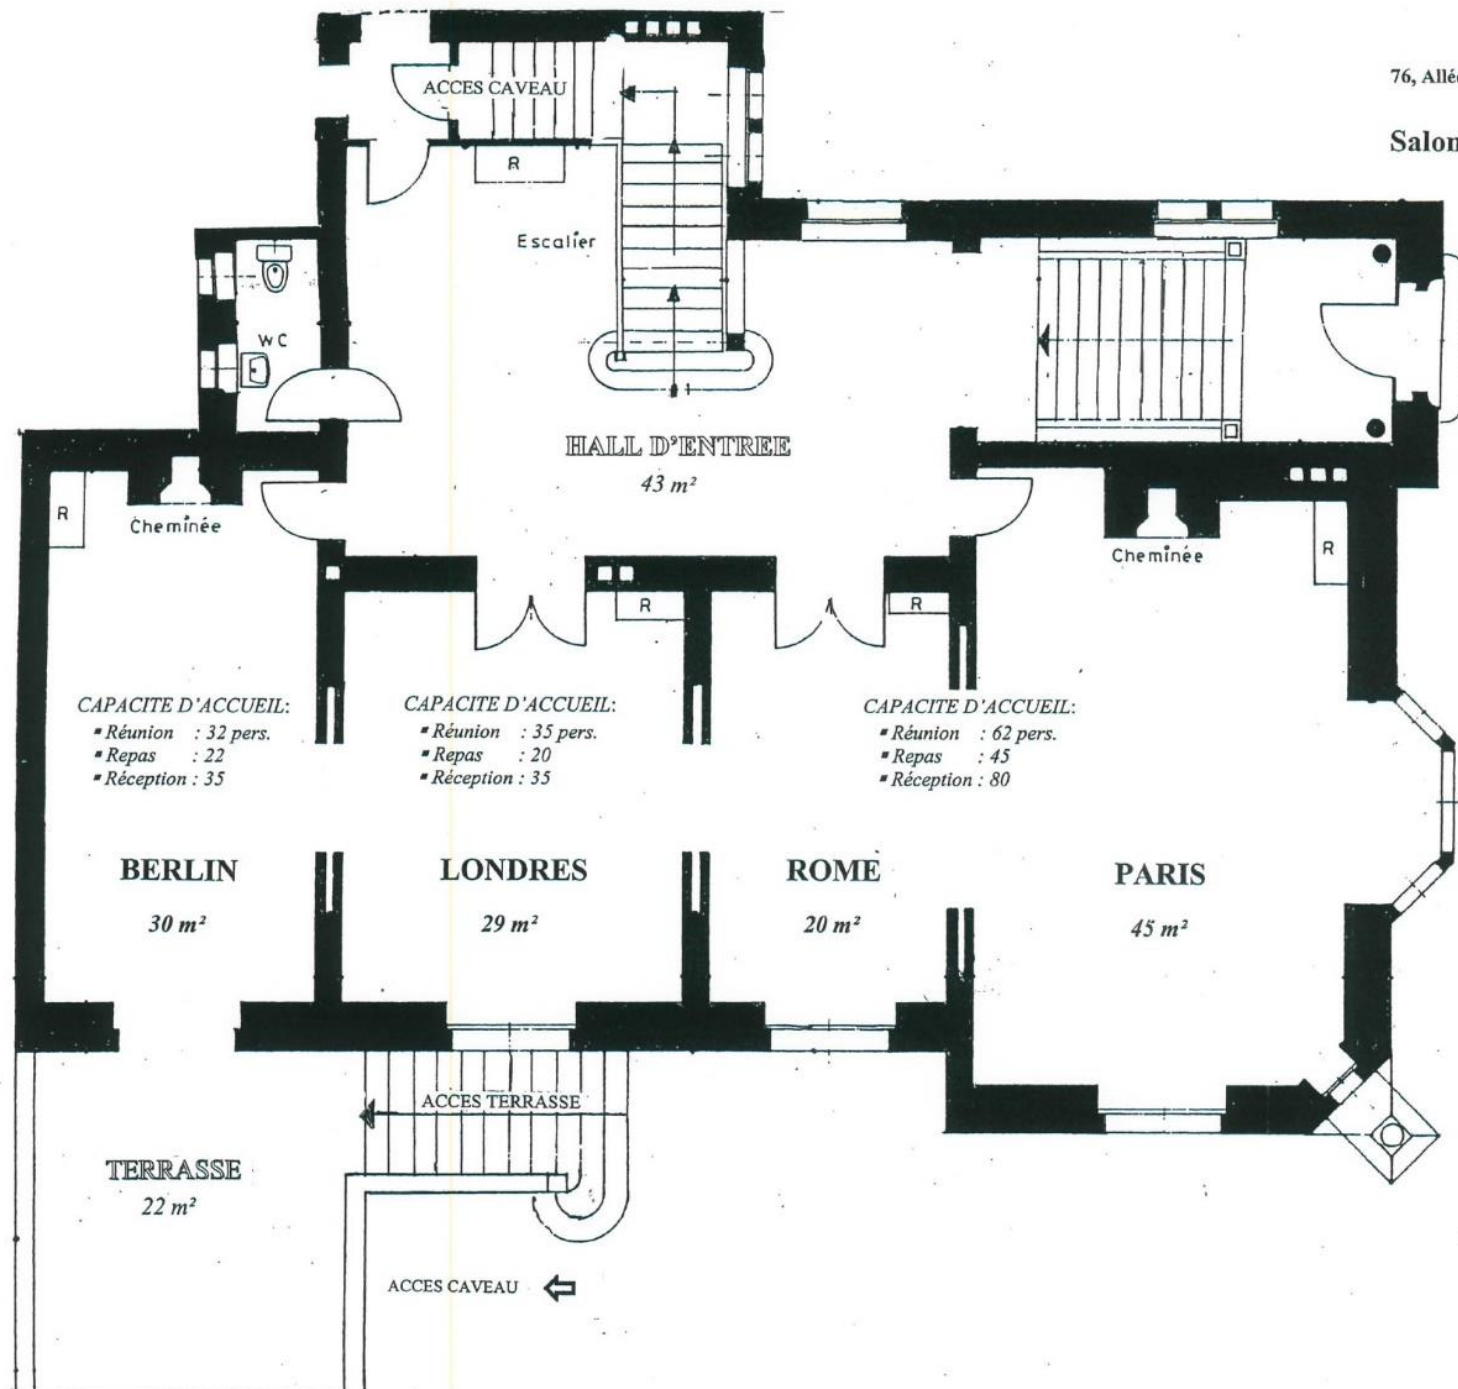 76, Allé
Salon
ACCES CAVEAU
R
Escalier
WC
HALL D'ENTREE
43 m²
R
Cheminée
Cheminée
R
R
R
CAPACITE D'ACCUEIL:
▪ Réunion : 32 pers.
▪ Repas : 22
▪ Réception : 35
CAPACITE D'ACCUEIL:
▪ Réunion : 35 pers.
▪ Repas : 20
▪ Réception : 35
CAPACITE D'ACCUEIL:
▪ Réunion : 62 pers.
▪ Repas : 45
▪ Réception : 80
BERLIN
30 m²
LONDRES
29 m²
ROME
20 m²
PARIS
45 m²
ACCES TERRASSE
TERRASSE
22 m²
ACCES CAVEAU